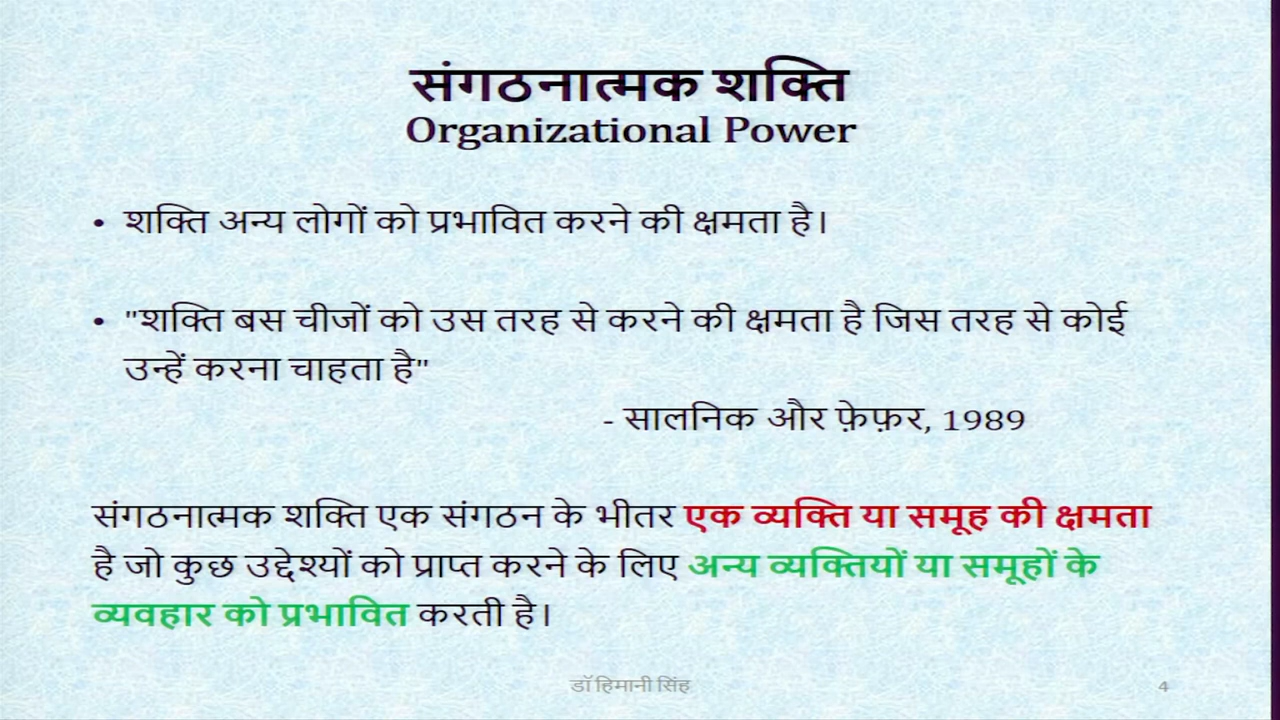 संगठनात्मक शक्ति
Organizational Power
• शक्ति अन्य लोगों को प्रभावित करने की क्षमता है।
• "शक्ति बस चीजों को उस तरह से करने की क्षमता है जिस तरह से कोई
उन्हें करना चाहता है"
- सालनिक और फ़ेफ़र, 1989
संगठनात्मक शक्ति एक संगठन के भीतर एक व्यक्ति या समूह की क्षमता
है जो कुछ उद्देश्यों को प्राप्त करने के लिए अन्य व्यक्तियों या समूहों के
व्यवहार को प्रभावित करती है।
डॉ हिमानी सिंह
4